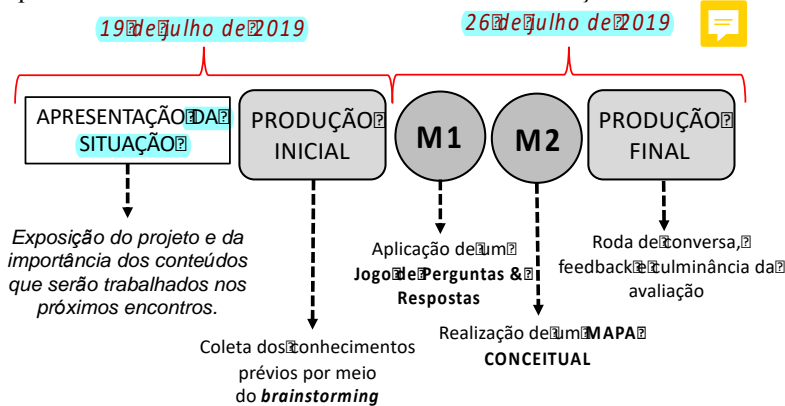 19 de julho de 2019
26 de julho de 2019
APRESENTAÇÃO DA
SITUAÇÃO
PRODUÇÃO
INICIAL
M1
M2
PRODUÇÃO
FINAL
Exposição do projeto e da
importância dos conteúdos
que serão trabalhados nos
próximos encontros.
Coleta dos conhecimentos
prévios por meio
do brainstorming
Aplicação de um
Jogo de Perguntas &
Respostas
Realização de um MAPA
CONCEITUAL
Roda de conversa,
feedback e culminância da
avaliação